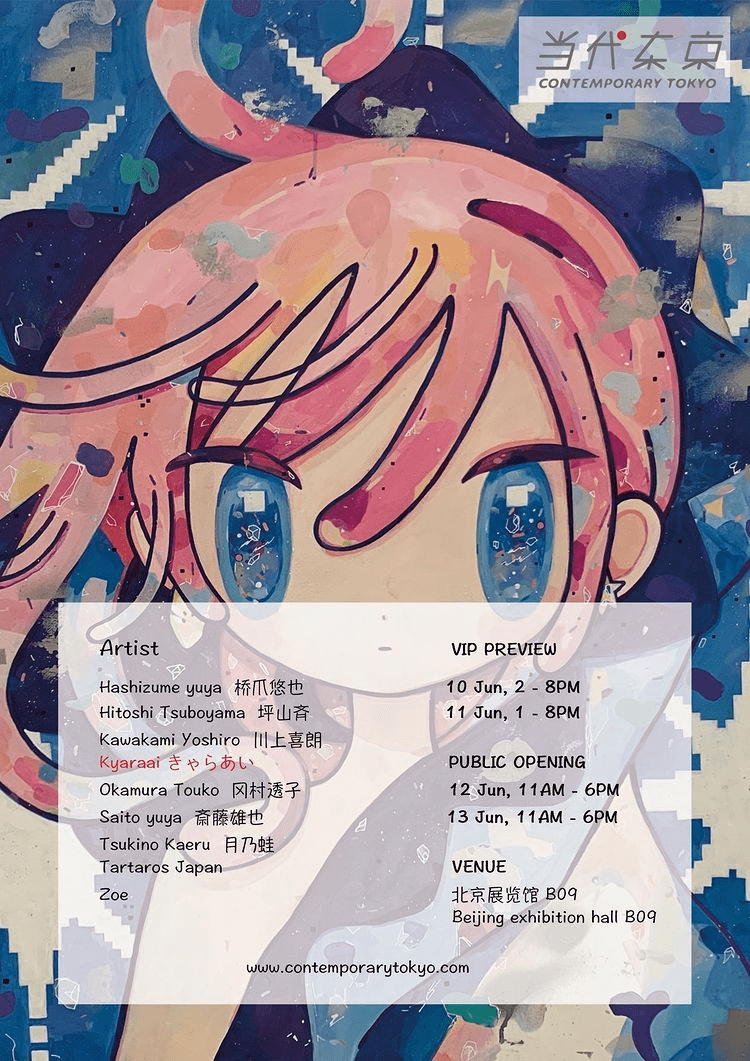 当代东京
CONTEMPORARY TOKYO
Artist
Hashizume yuya 桥爪悠也
Hitoshi Tsuboyama 坪山斉
Kawakami Yoshiro 川上喜朗
Kyaraai きゃらあい
Okamura Touko 冈村透子
Saito yuya 斎藤雄也
Tsukino Kaeru 月乃蛙
Tartaros Japan
Zoe
VIP PREVIEW
10 Jun, 2 - 8PM
11 Jun, 1 - 8PM
PUBLIC OPENING
12 Jun, 11AM - 6PM
13 Jun, 11AM - 6PM
VENUE
北京展览馆 B09
Beijing exhibition hall B09
www.contemporarytokyo.com